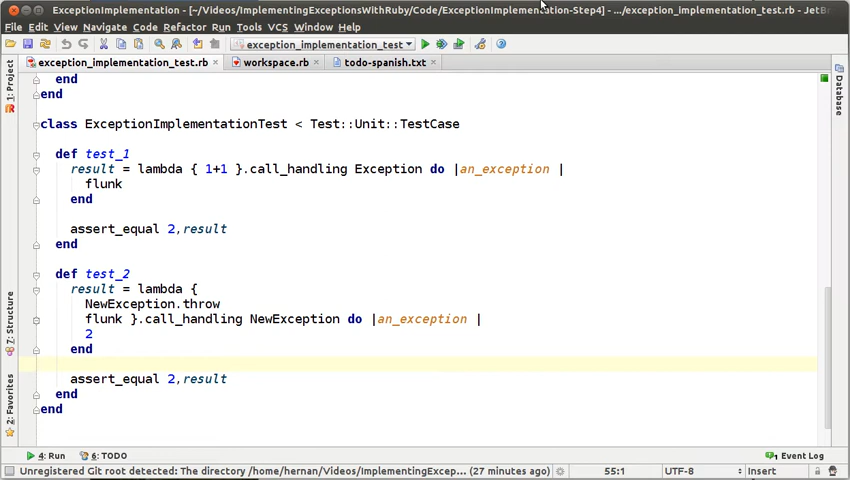 ExceptionImplementation - [~/Videos/ImplementingExceptionsWithRuby/Code/ExceptionImplementation-Step4] - .../exception_implementation_test.rb - JetBr
File Edit View Navigate Code Refactor Run Tools VCS Window Help
exception_implementation_test
exception_implementation_test.rb workspace.rb todo-spanish.txt
1: Project
7: Structure
2: Favorites
Database
end
end
class ExceptionImplementationTest < Test::Unit::TestCase
def test_1
result = lambda { 1+1 }.call_handling Exception do |an_exception |
flunk
end
assert_equal 2,result
end
def test_2
result = lambda {
NewException.throw
flunk }.call_handling NewException do |an_exception |
2
end
assert_equal 2,result
end
end
4: Run 6: TODO 1 Event Log
Unregistered Git root detected: The directory /home/hernan/Videos/ImplementingExcep... (27 minutes ago) 55:1 UTF-8 Insert